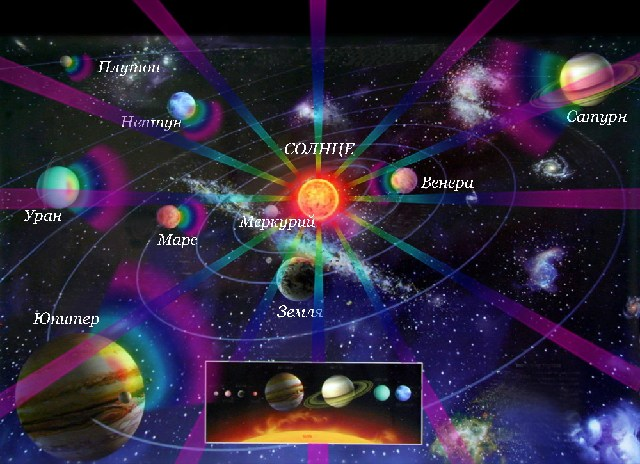 Плутон
Нептун
Сатурн
СОЛНЦЕ
Венера
Уран
Меркурий
Марс
Земля
Юпитер